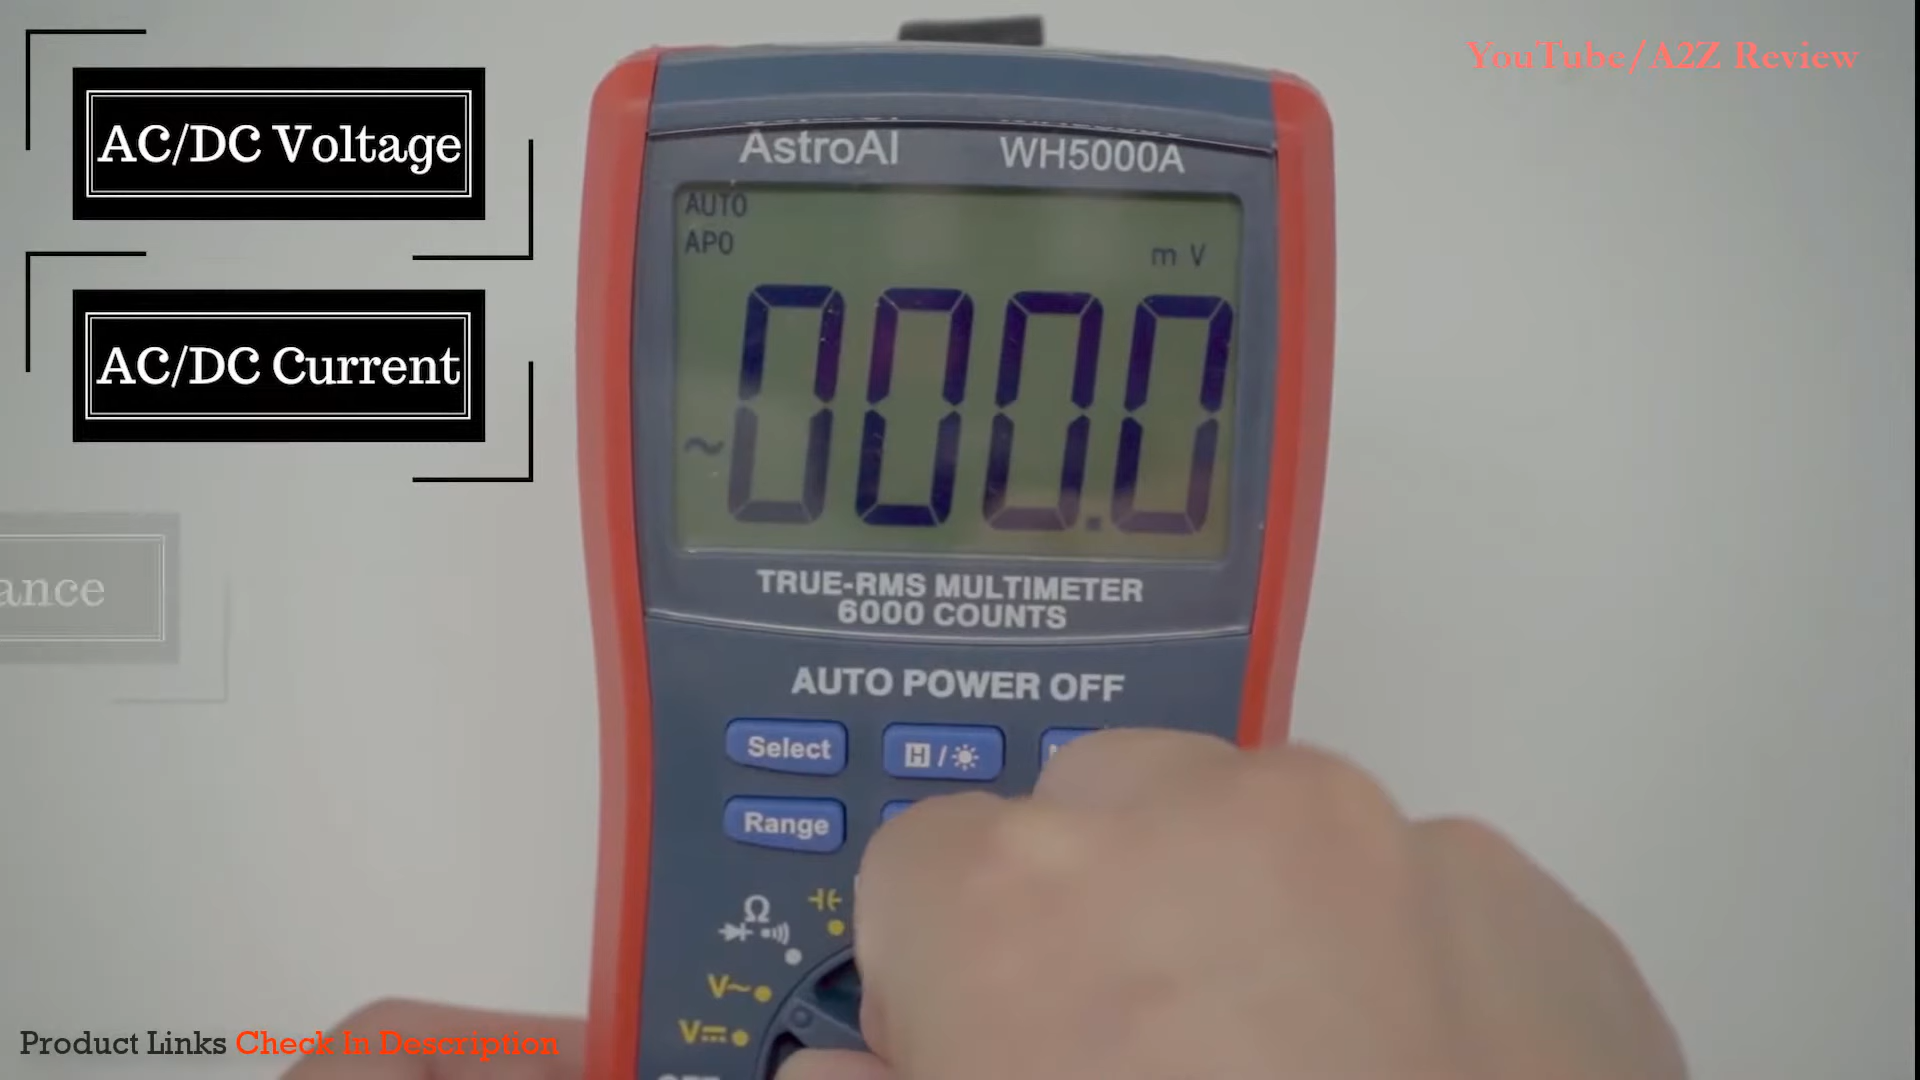 YouTube/A2Z Review
AC/DC Voltage
AC/DC Current
AstroAI WH5000A
AUTO
APO
m V
~000.0
TRUE-RMS MULTIMETER
6000 COUNTS
AUTO POWER OFF
Select H /
Range
Ω
V~
V
Product Links Check In Description